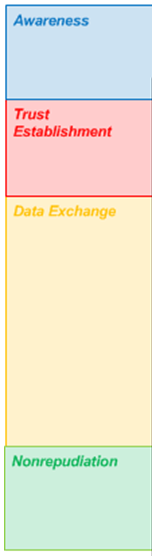 Awareness
Trust
Establishment
Data Exchange
Nonrepudiation